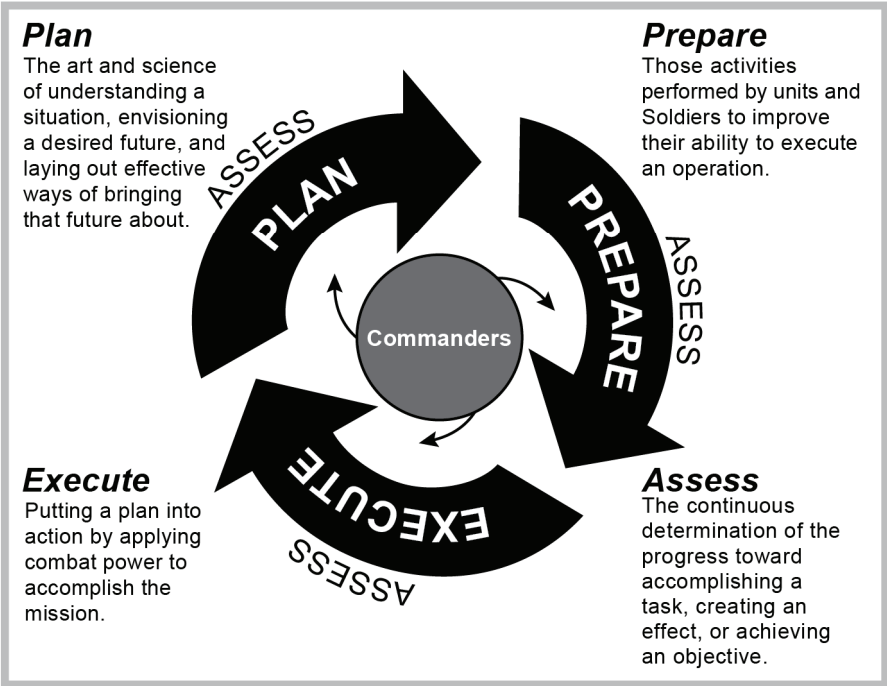 Plan
The art and science
of understanding a
situation, envisioning
a desired future, and
laying out effective
ways of bringing
that future about.
Prepare
Those activities
performed by units and
Soldiers to improve
their ability to execute
an operation.
ASSESS
PLAN
PREPARE
ASSESS
Commanders
EXECUTE
ASSESS
Execute
Putting a plan into
action by applying
combat power to
accomplish the
mission.
Assess
The continuous
determination of the
progress toward
accomplishing a
task, creating an
effect, or achieving
an objective.